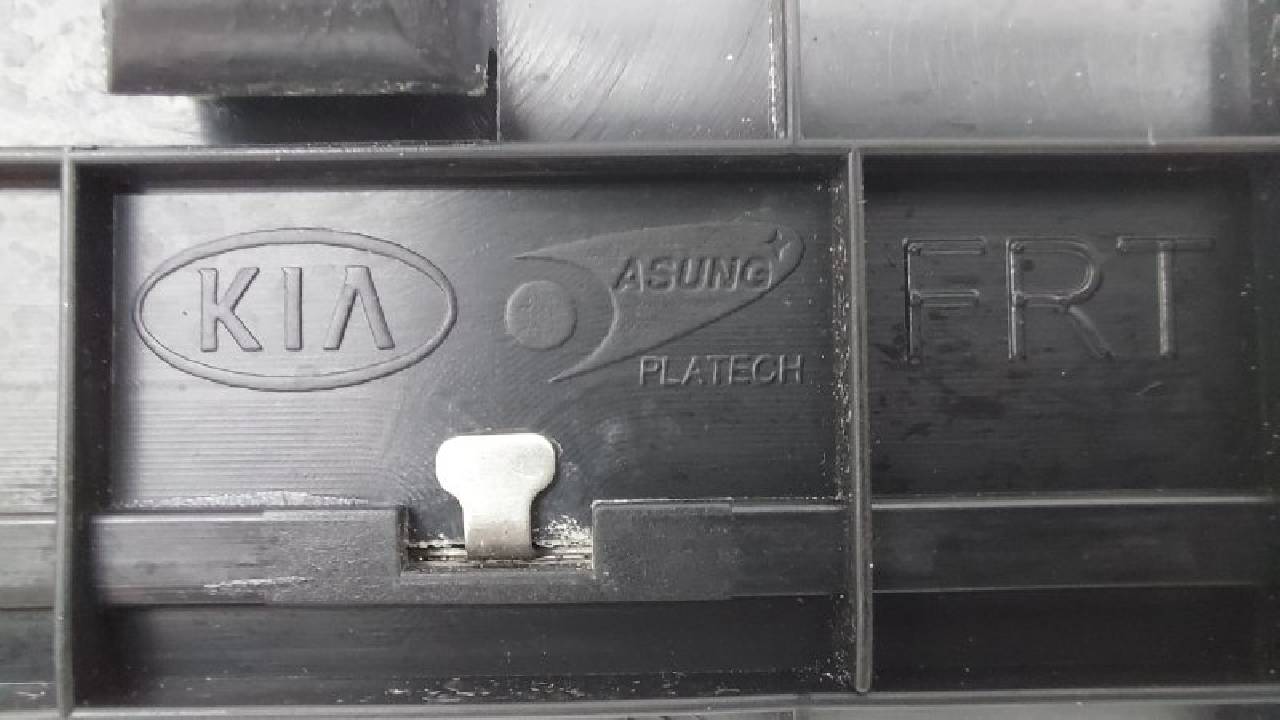 KIA
ASUNG
PLATECH
FRT